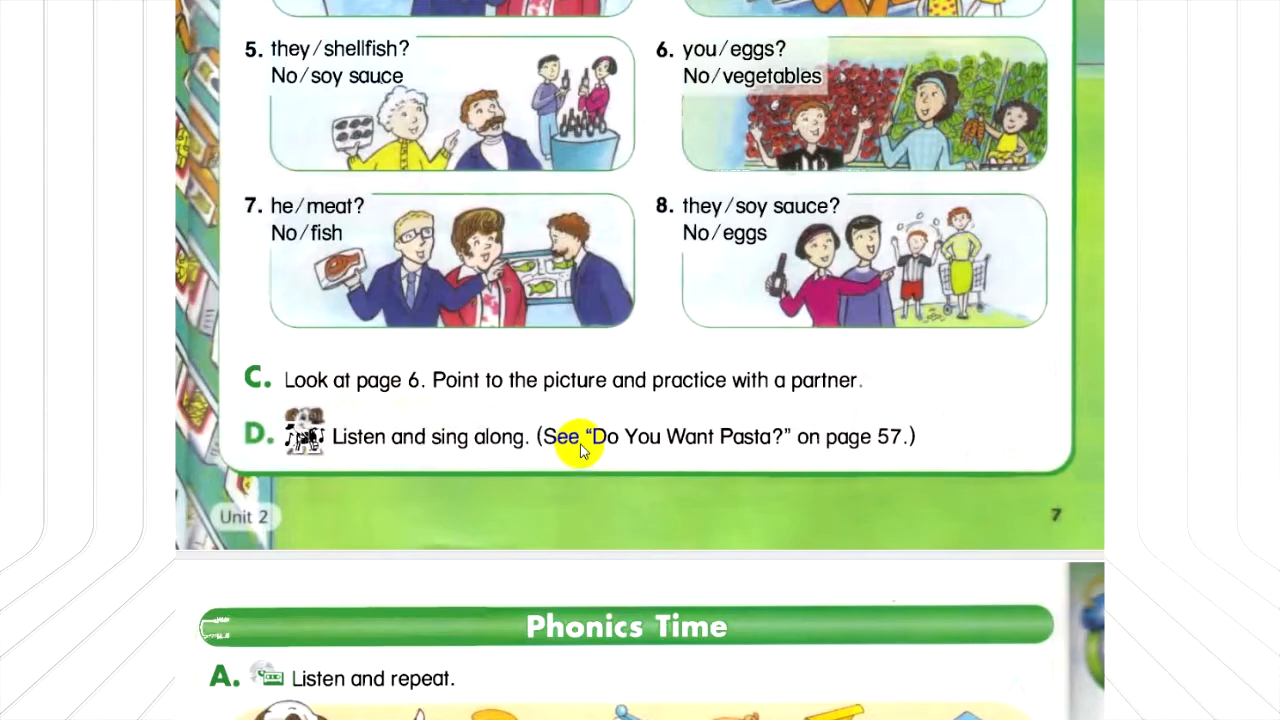 5. they/shellfish?
No/soy sauce
6. you/eggs?
No/vegetables
7. he/meat?
No/fish
8. they/soy sauce?
No/eggs
C. Look at page 6. Point to the picture and practice with a partner.
D. Listen and sing along. (See “Do You Want Pasta?” on page 57.)
Unit 2
7
Phonics Time
A. Listen and repeat.